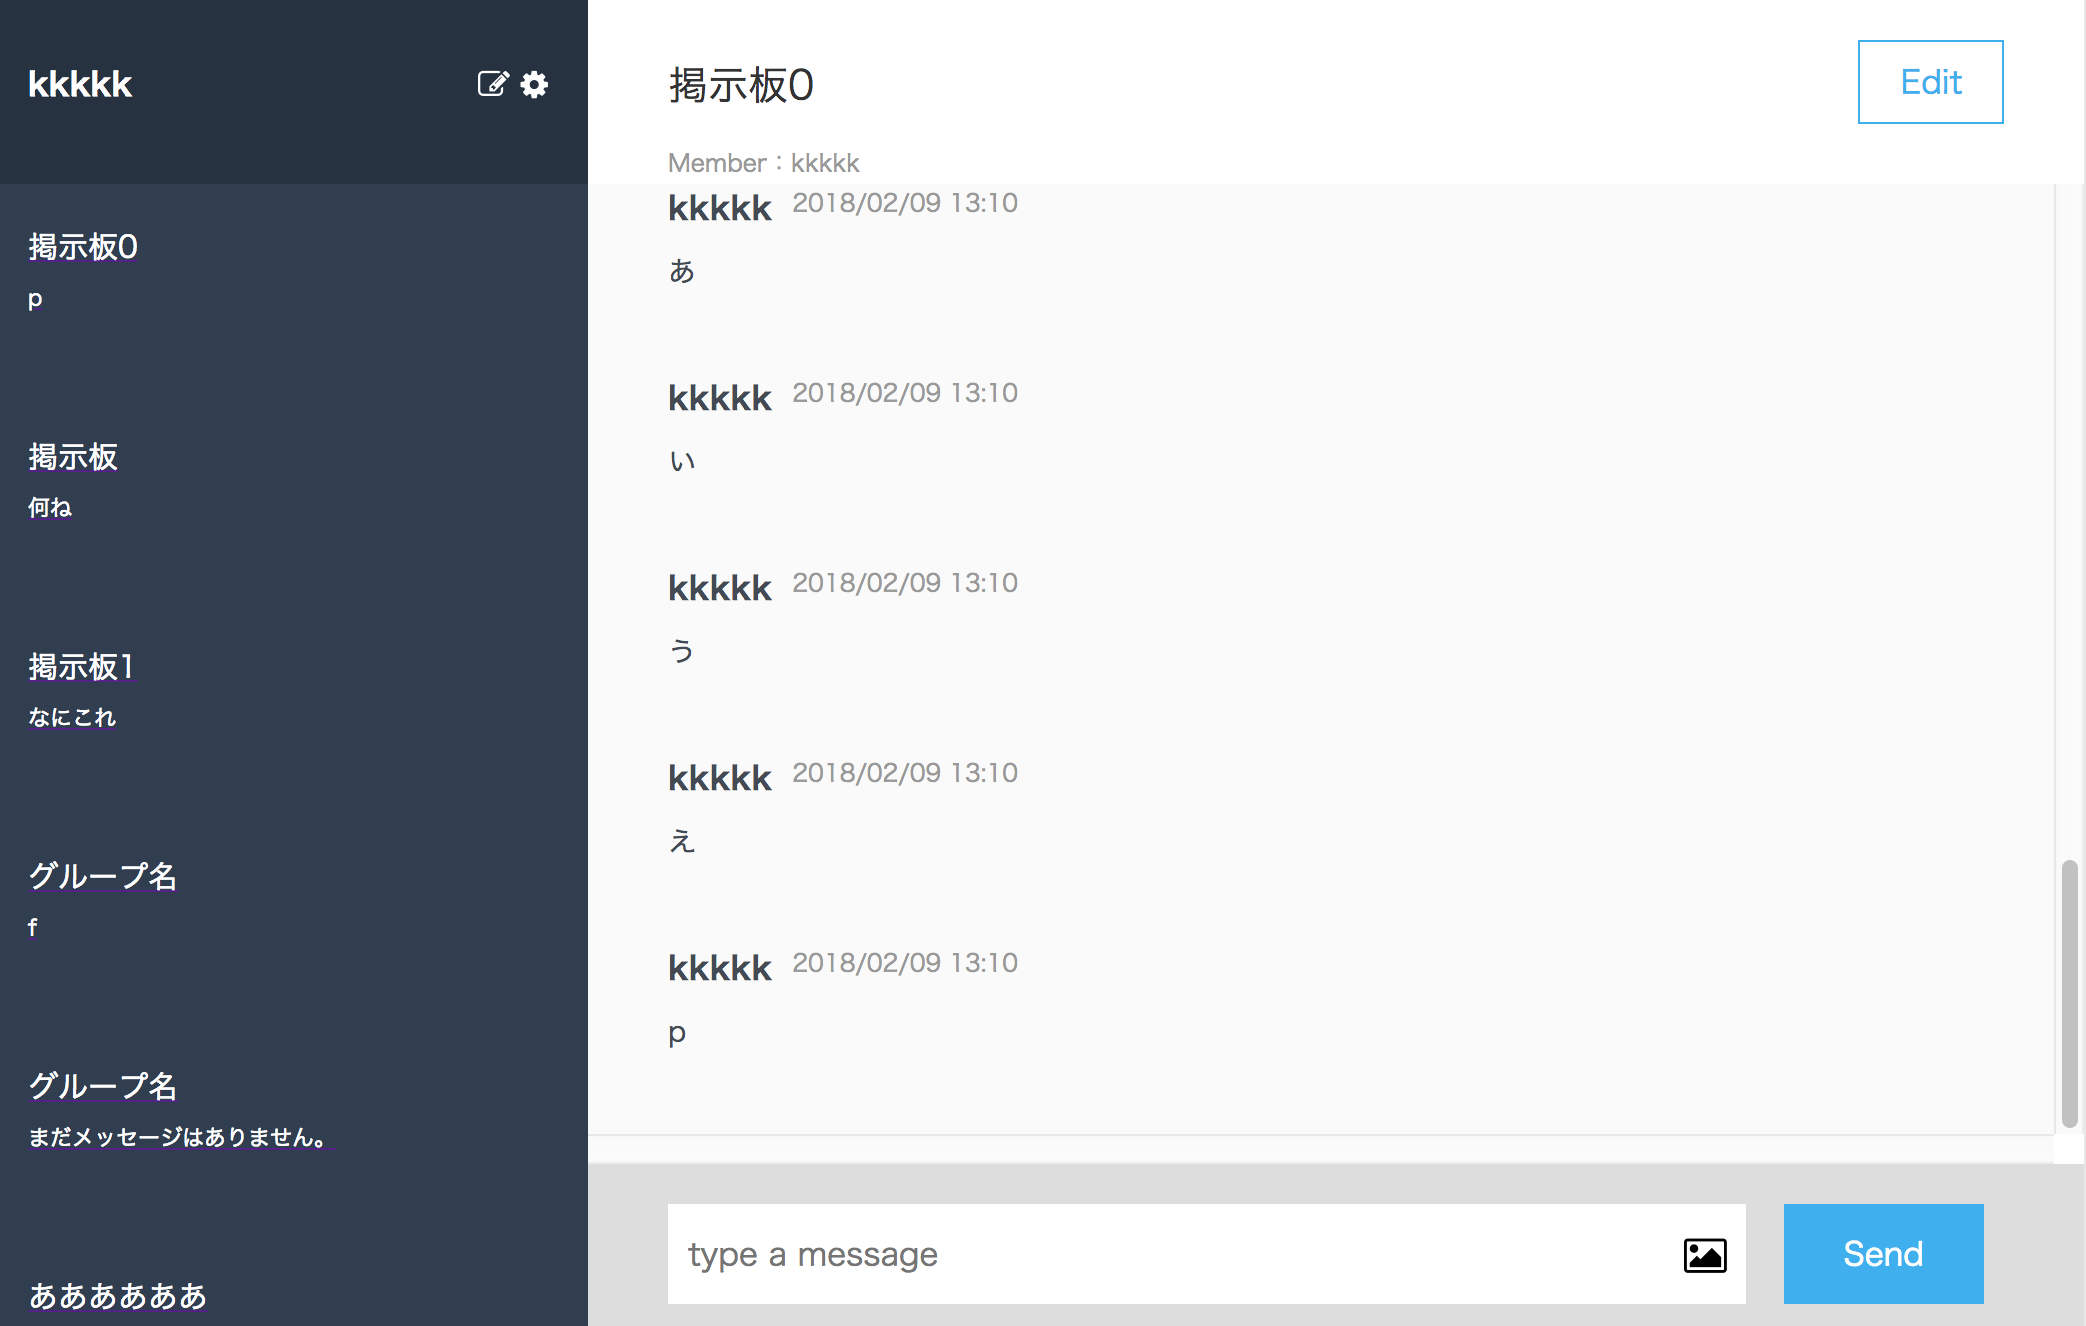 kkkkk
掲示板0
p
掲示板
何ね
掲示板1
なにこれ
グループ名
f
グループ名
まだメッセージはありません。
ああああああ
掲示板0
Edit
Member：kkkkk
kkkkk 2018/02/09 13:10
あ
kkkkk 2018/02/09 13:10
い
kkkkk 2018/02/09 13:10
う
kkkkk 2018/02/09 13:10
え
kkkkk 2018/02/09 13:10
p
type a message
Send